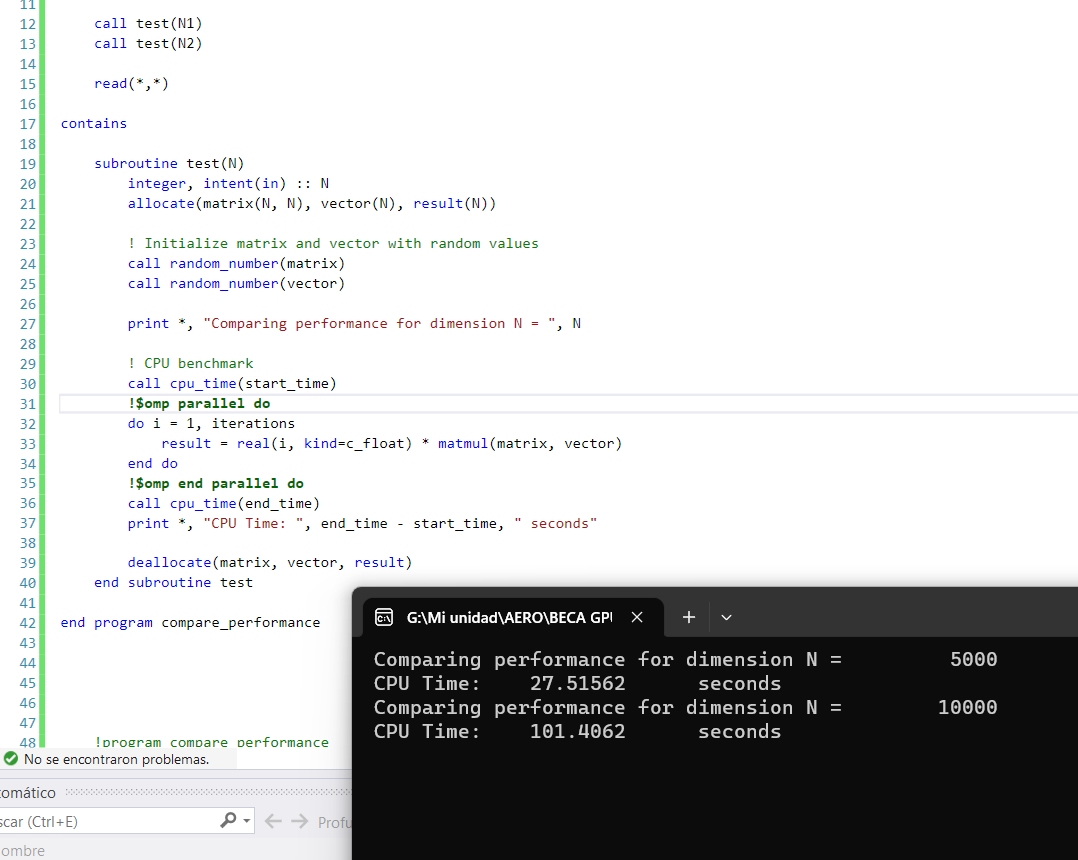 11
12 call test(N1)
13 call test(N2)
14
15 read(*,*)
16
17 contains
18
19 subroutine test(N)
20 integer, intent(in) :: N
21 allocate(matrix(N, N), vector(N), result(N))
22
23 ! Initialize matrix and vector with random values
24 call random_number(matrix)
25 call random_number(vector)
26
27 print *, "Comparing performance for dimension N = ", N
28
29 ! CPU benchmark
30 call cpu_time(start_time)
31 !$omp parallel do
32 do i = 1, iterations
33 result = real(i, kind=c_float) * matmul(matrix, vector)
34 end do
35 !$omp end parallel do
36 call cpu_time(end_time)
37 print *, "CPU Time: ", end_time - start_time, " seconds"
38
39 deallocate(matrix, vector, result)
40 end subroutine test
41
42 end program compare_performance
43
44
45
46
47
48 !program compare_performance
No se encontraron problemas.
omático
scar (Ctrl+E)
Profu
ombre
G:\Mi unidad\AERO\BECA GPU
Comparing performance for dimension N = 5000
CPU Time: 27.51562 seconds
Comparing performance for dimension N = 10000
CPU Time: 101.4062 seconds